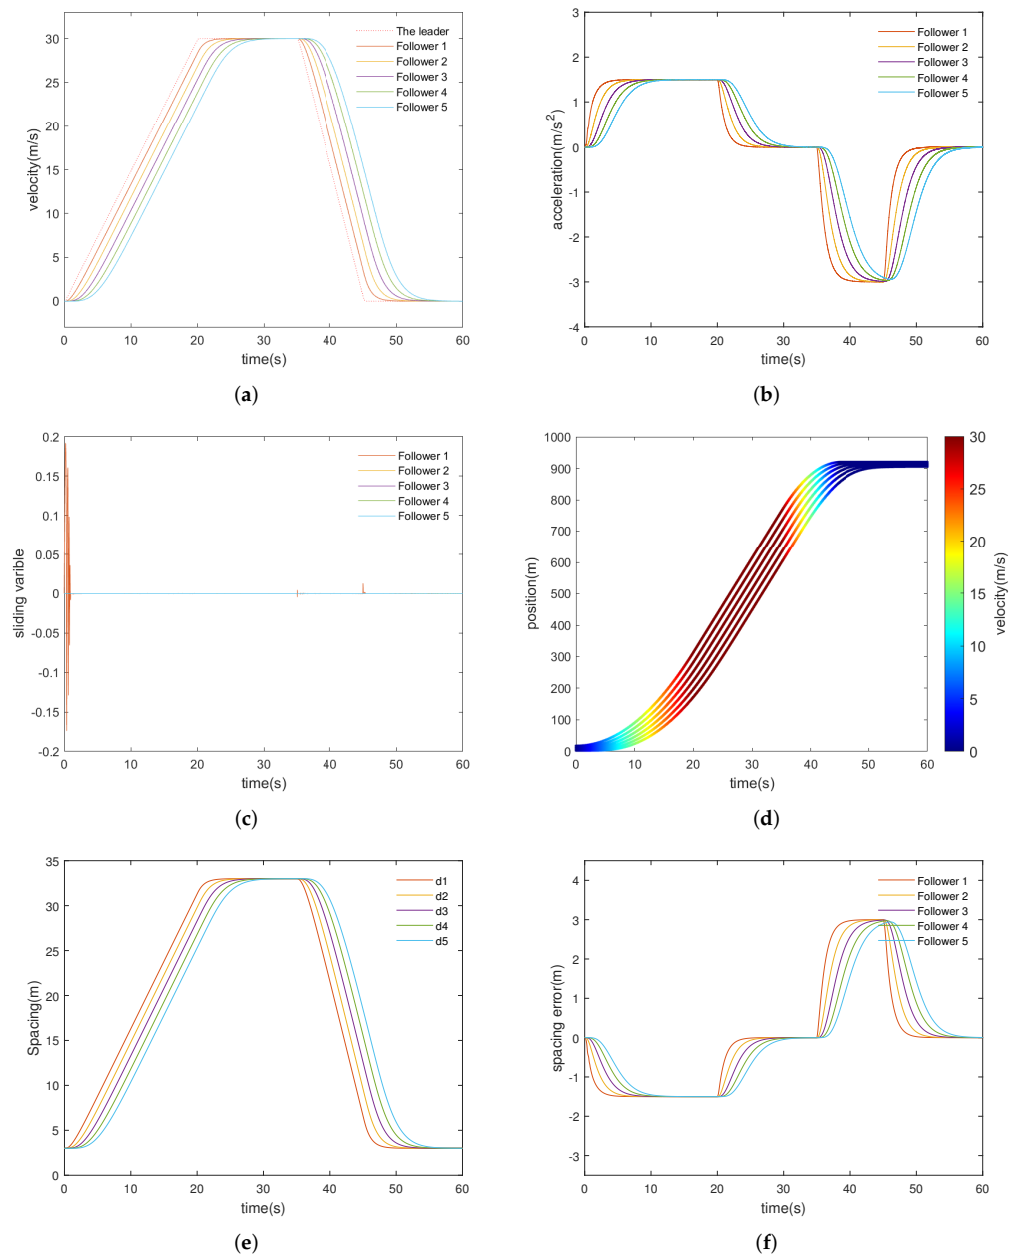 30
25
20
15
10
5
0
velocity(m/s)
The leader
Follower 1
Follower 2
Follower 3
Follower 4
Follower 5
0 10 20 30 40 50 60
time(s)
(a)
3
2
1
0
-1
-2
-3
-4
acceleration(m/s²)
Follower 1
Follower 2
Follower 3
Follower 4
Follower 5
0 10 20 30 40 50 60
time(s)
(b)
0.2
0.15
0.1
0.05
0
-0.05
-0.1
-0.15
-0.2
sliding varible
Follower 1
Follower 2
Follower 3
Follower 4
Follower 5
0 10 20 30 40 50 60
time(s)
(c)
1000
900
800
700
600
500
400
300
200
100
0
position(m)
0 10 20 30 40 50 60
time(s)
30
25
20
15
10
5
0
velocity(m/s)
(d)
35
30
25
20
15
10
5
0
Spacing(m)
d1
d2
d3
d4
d5
0 10 20 30 40 50 60
time(s)
(e)
4
3
2
1
0
-1
-2
-3
spacing error(m)
Follower 1
Follower 2
Follower 3
Follower 4
Follower 5
0 10 20 30 40 50 60
time(s)
(f)